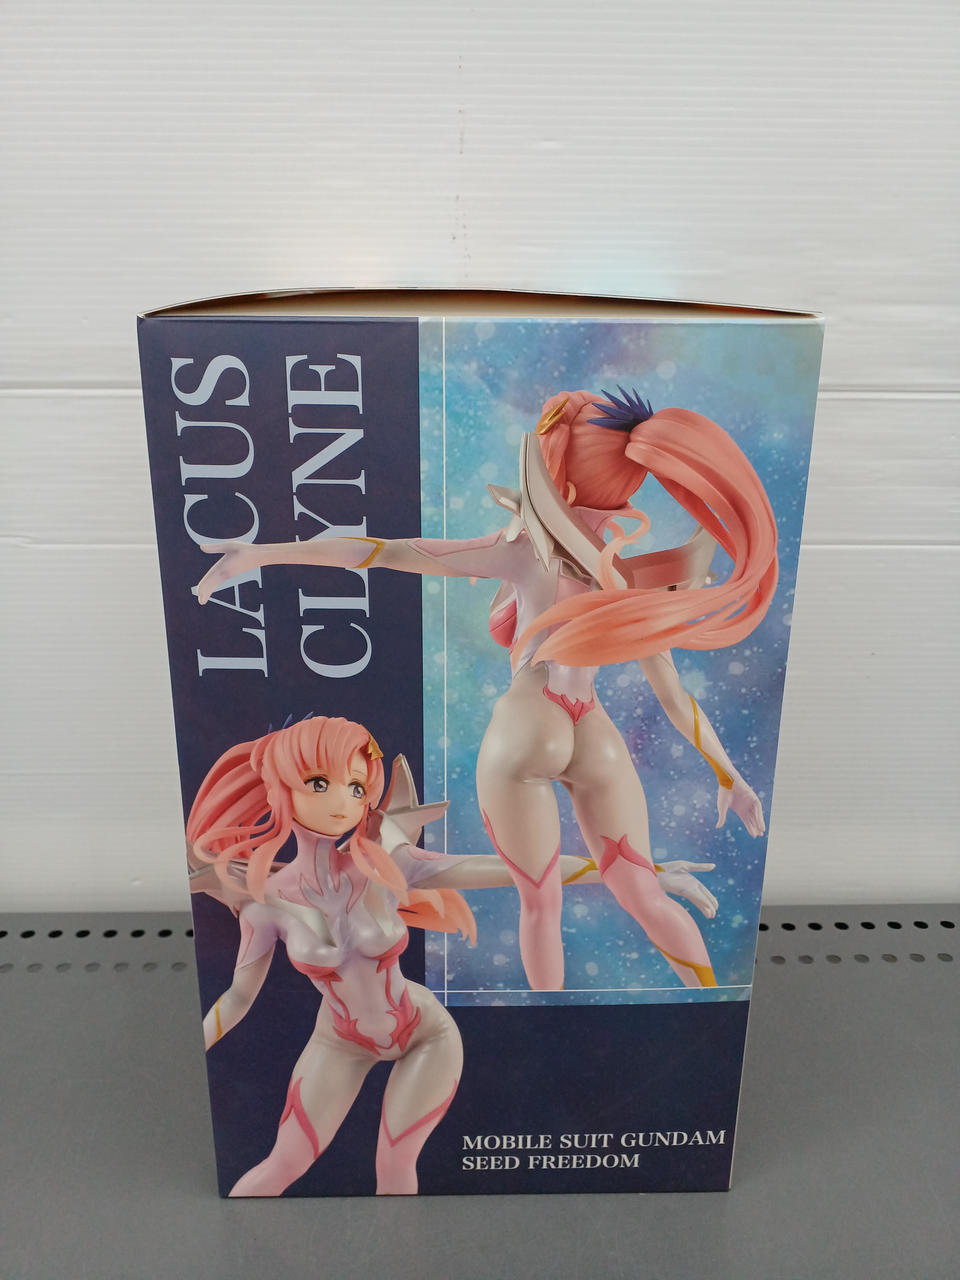 LACUS
CLYNE
MOBILE SUIT GUNDAM
SEED FREEDOM